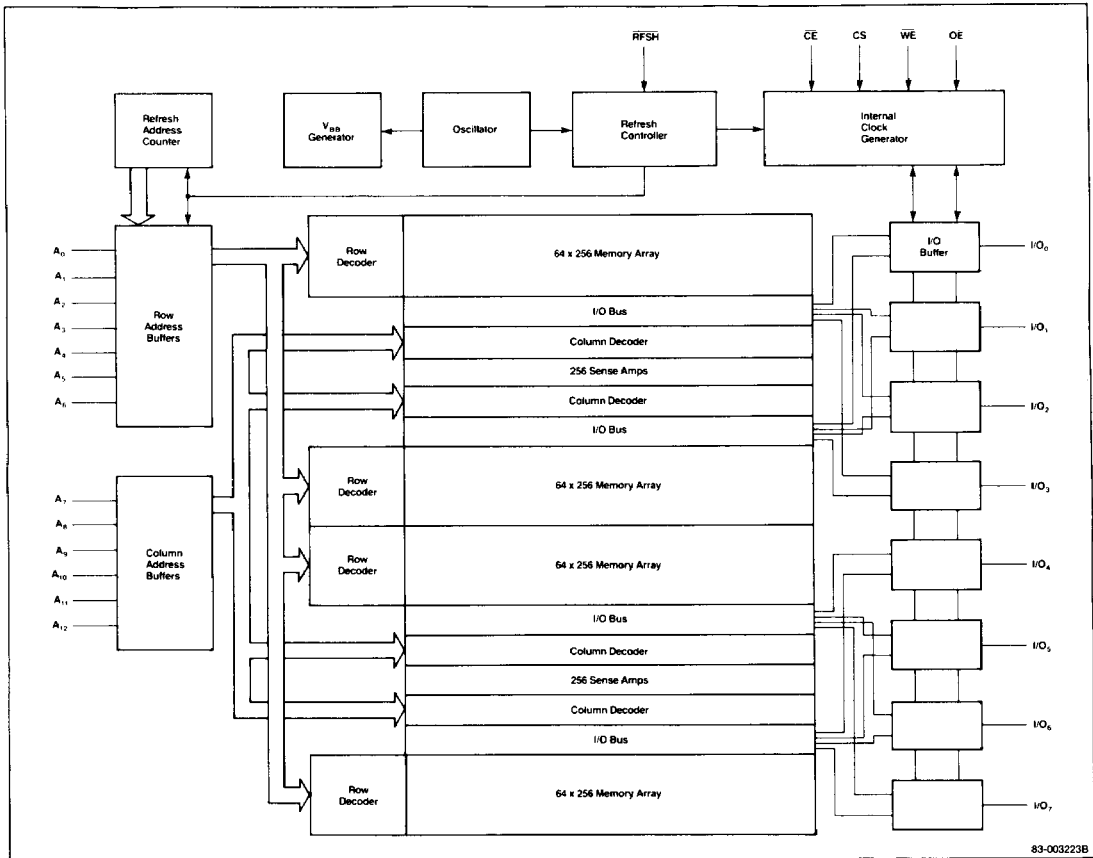 R̅F̅S̅H̅
C̅E̅ CS W̅E̅ OE
Refresh
Address
Counter
V_BB
Generator
Oscillator
Refresh
Controller
Internal
Clock
Generator
A₀
A₁
A₂
A₃
A₄
A₅
A₆
Row
Address
Buffers
Row
Decoder
64 x 256 Memory Array
I/O Bus
Column Decoder
256 Sense Amps
Column Decoder
I/O Bus
Row
Decoder
64 x 256 Memory Array
A₇
A₈
A₉
A₁₀
A₁₁
A₁₂
Column
Address
Buffers
Row
Decoder
64 x 256 Memory Array
I/O Bus
Column Decoder
256 Sense Amps
Column Decoder
I/O Bus
Row
Decoder
64 x 256 Memory Array
I/O
Buffer
I/O₀
I/O₁
I/O₂
I/O₃
I/O₄
I/O₅
I/O₆
I/O₇
83-003223B